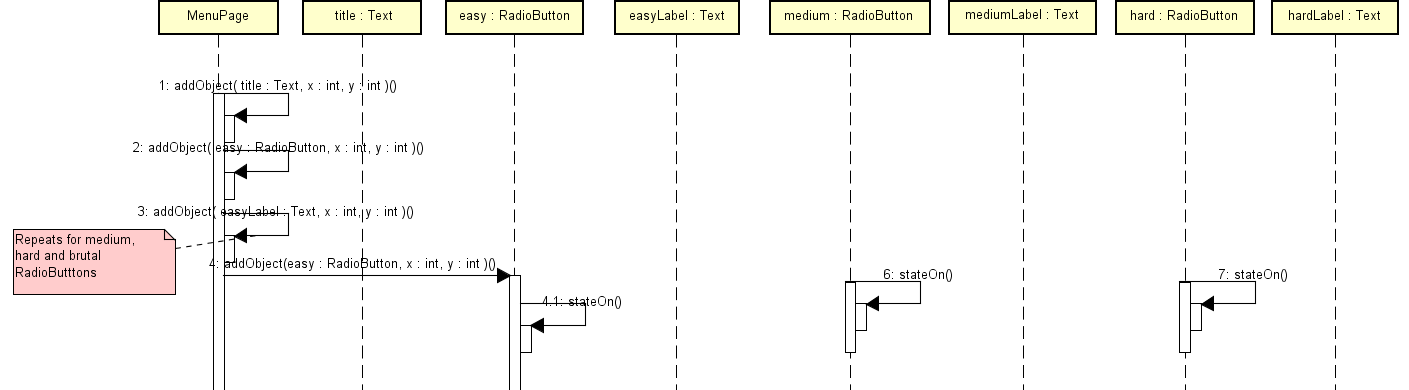 MenuPage
title : Text
easy : RadioButton
easyLabel : Text
medium : RadioButton
mediumLabel : Text
hard : RadioButton
hardLabel : Text
1: addObject( title : Text, x : int, y : int )()
2: addObject( easy : RadioButton, x : int, y : int )()
3: addObject( easyLabel : Text, x : int, y : int )()
Repeats for medium,
hard and brutal
RadioButttons
4: addObject(easy : RadioButton, x : int, y : int )()
4.1: stateOn()
6: stateOn()
7: stateOn()